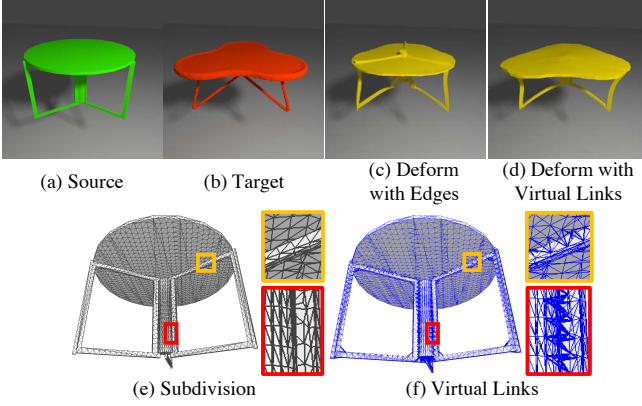 (a) Source
(b) Target
(c) Deform
with Edges
(d) Deform with
Virtual Links
(e) Subdivision
(f) Virtual Links